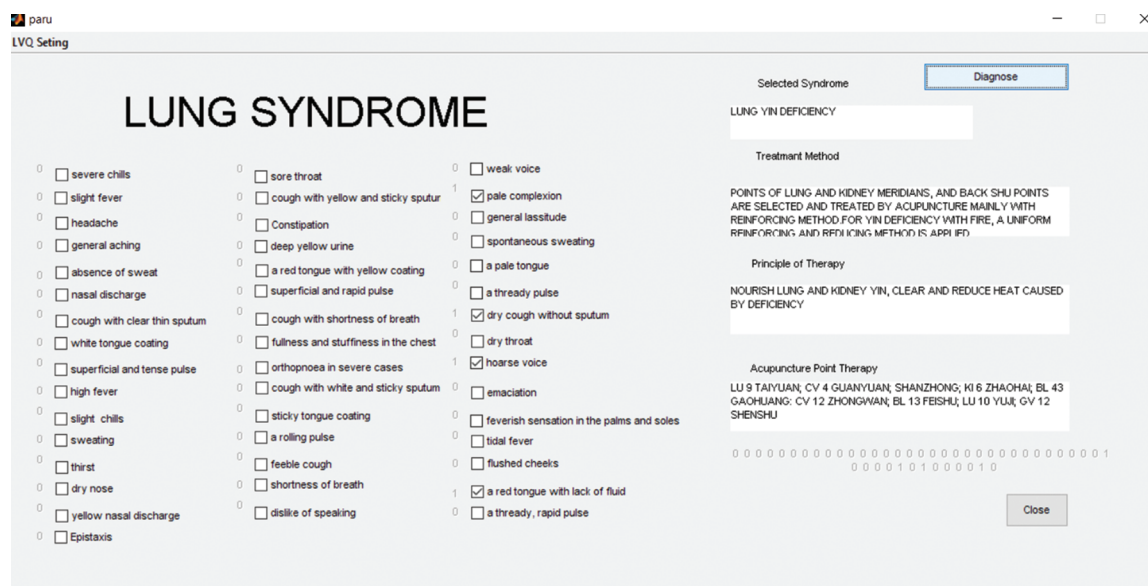 paru
LVQ Seting
LUNG SYNDROME
0 severe chills
0 slight fever
0 headache
0 general aching
0 absence of sweat
0 nasal discharge
0 cough with clear thin sputum
0 white tongue coating
0 superficial and tense pulse
0 high fever
0 slight chills
0 sweating
0 thirst
0 dry nose
0 yellow nasal discharge
0 Epistaxis
0 sore throat
0 cough with yellow and sticky sputur
0 Constipation
0 deep yellow urine
0 a red tongue with yellow coating
0 superficial and rapid pulse
0 cough with shortness of breath
0 fullness and stuffiness in the chest
0 orthopnoea in severe cases
0 cough with white and sticky sputum
0 sticky tongue coating
0 a rolling pulse
0 feeble cough
0 shortness of breath
0 dislike of speaking
0 weak voice
1 pale complexion
0 general lassitude
0 spontaneous sweating
0 a pale tongue
0 a thready pulse
1 dry cough without sputum
0 dry throat
1 hoarse voice
0 emaciation
0 feverish sensation in the palms and soles
0 tidal fever
0 flushed cheeks
1 a red tongue with lack of fluid
0 a thready, rapid pulse
Diagnose
Selected Syndrome
LUNG YIN DEFICIENCY
Treatmant Method
POINTS OF LUNG AND KIDNEY MERIDIANS, AND BACK SHU POINTS
ARE SELECTED AND TREATED BY ACUPUNCTURE MAINLY WITH
REINFORCING METHOD.FOR YIN DEFICIENCY WITH FIRE, A UNIFORM
REINFORCING AND REDUCING METHOD IS APPLIED
Principle of Therapy
NOURISH LUNG AND KIDNEY YIN, CLEAR AND REDUCE HEAT CAUSED
BY DEFICIENCY
Acupuncture Point Therapy
LU 9 TAIYUAN; CV 4 GUANYUAN; SHANZHONG; KI 6 ZHAOHAI; BL 43
GAOHUANG: CV 12 ZHONGWAN; BL 13 FEISHU; LU 10 YUJI; GV 12
SHENSHU
0 0 0 0 0 0 0 0 0 0 0 0 0 0 0 0 0 0 0 0 0 0 0 0 0 0 0 0 0 0 0 0 1
0 0 0 0 1 0 1 0 0 0 0 1 0
Close